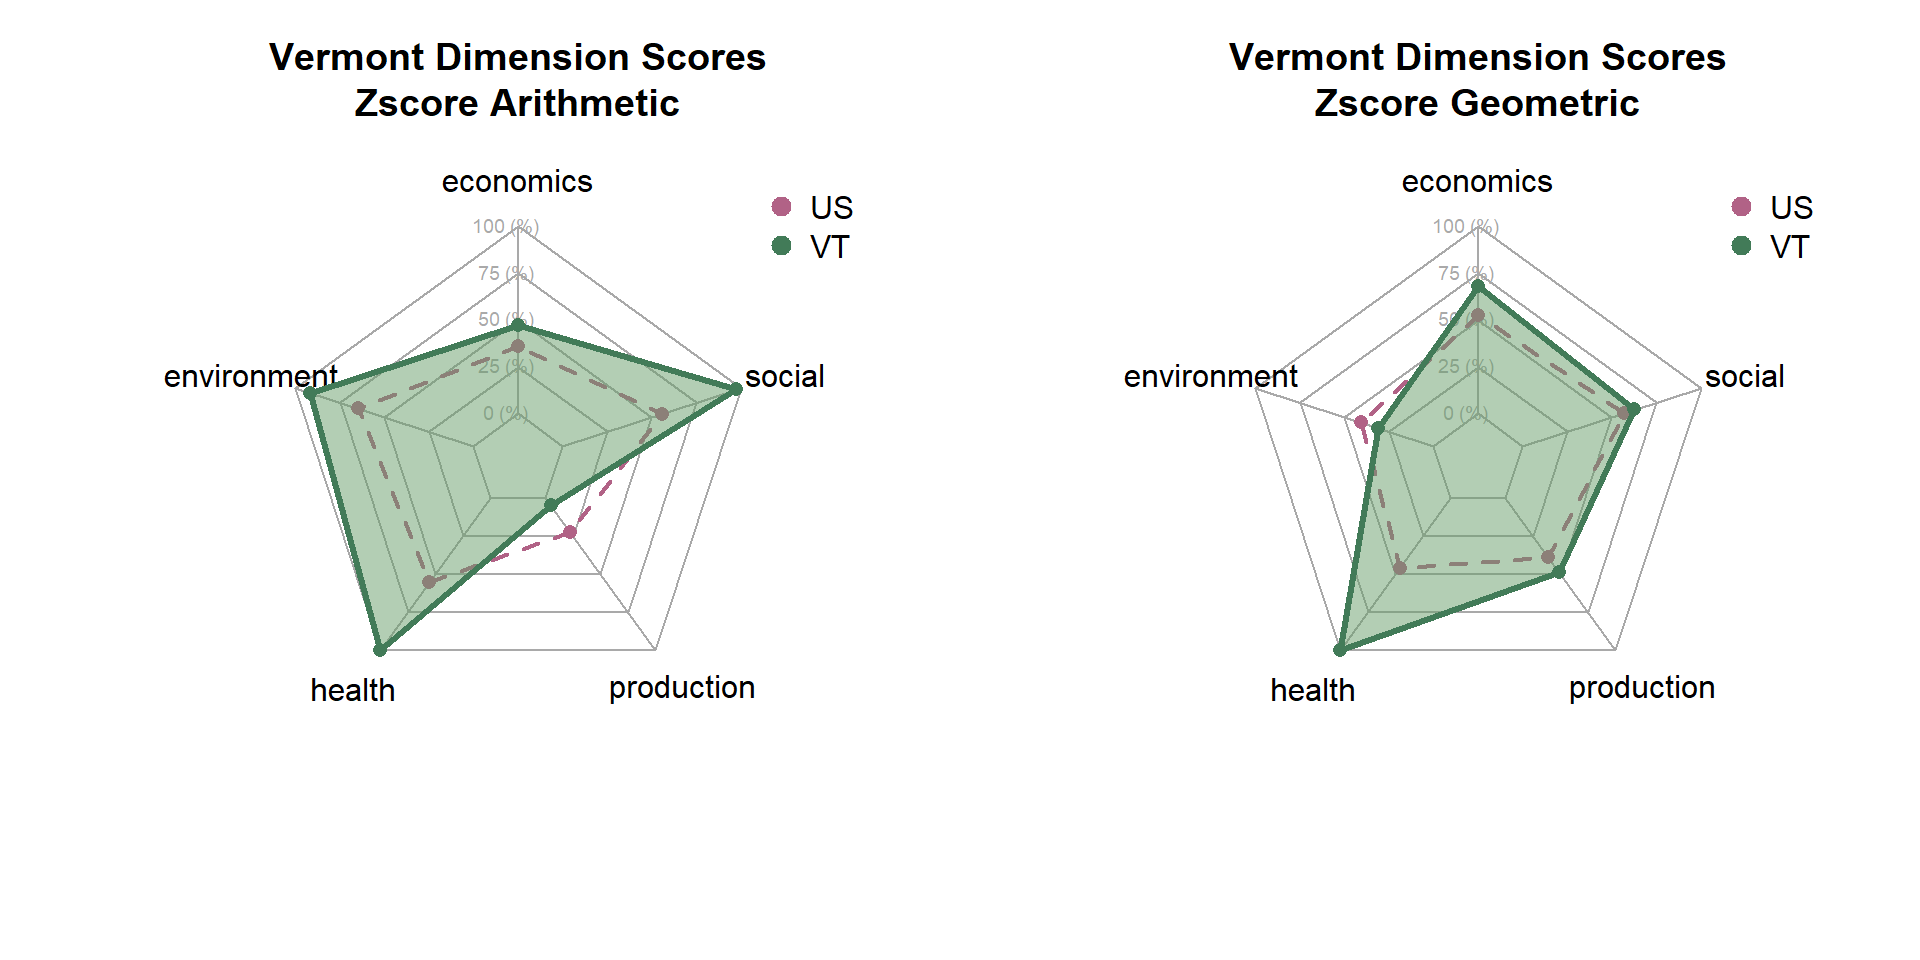 Vermont Dimension Scores
Zscore Arithmetic
economics
US
VT
100 (%)
75 (%)
50 (%)
25 (%)
0 (%)
environment
social
health
production
Vermont Dimension Scores
Zscore Geometric
economics
US
VT
100 (%)
75 (%)
50 (%)
25 (%)
0 (%)
environment
social
health
production